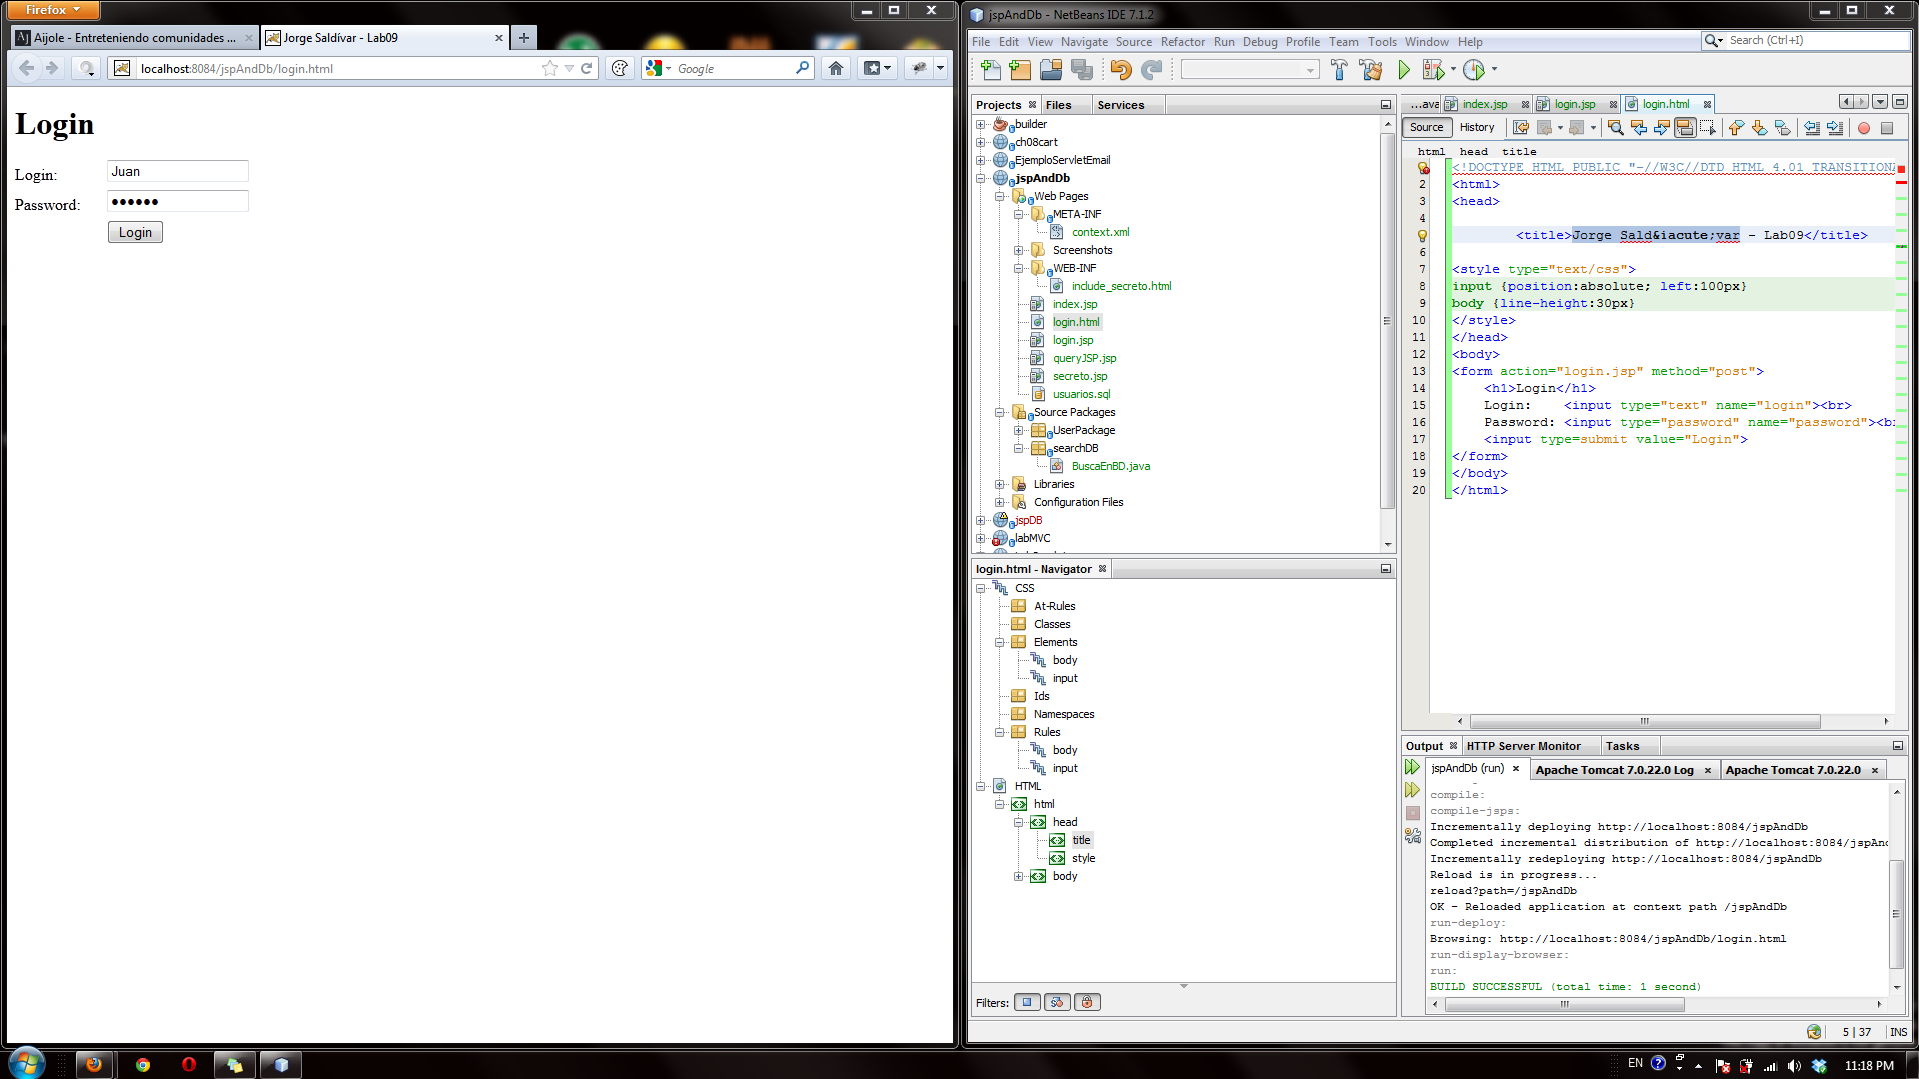 Firefox
Aijole - Entreteniendo comunidades ...
Jorge Saldívar - Lab09
localhost:8084/jspAndDb/login.html
Google
Login
Login:
Juan
Password:
••••••
Login
jspAndDb - NetBeans IDE 7.1.2
File Edit View Navigate Source Refactor Run Debug Profile Team Tools Window Help
Search (Ctrl+I)
Projects Files Services
builder
ch08cart
EjemploServletEmail
jspAndDb
Web Pages
META-INF
context.xml
Screenshots
WEB-INF
include_secreto.html
index.jsp
login.html
login.jsp
queryJSP.jsp
secreto.jsp
usuarios.sql
Source Packages
UserPackage
searchDB
BuscaEnBD.java
Libraries
Configuration Files
jspDB
labMVC
login.html - Navigator
CSS
At-Rules
Classes
Elements
body
input
Ids
Namespaces
Rules
body
input
HTML
html
head
title
style
body
Filters:
...ava index.jsp login.jsp login.html
Source History
html head title
<!DOCTYPE HTML PUBLIC "-//W3C//DTD HTML 4.01 TRANSITIONA
2 <html>
3 <head>
4
<title>Jorge Sald&iacute;var - Lab09</title>
6
7 <style type="text/css">
8 input {position:absolute; left:100px}
9 body {line-height:30px}
10 </style>
11 </head>
12 <body>
13 <form action="login.jsp" method="post">
14 <h1>Login</h1>
15 Login: <input type="text" name="login"><br>
16 Password: <input type="password" name="password"><br
17 <input type=submit value="Login">
18 </form>
19 </body>
20 </html>
Output HTTP Server Monitor Tasks
jspAndDb (run) Apache Tomcat 7.0.22.0 Log Apache Tomcat 7.0.22.0
compile:
compile-jsps:
Incrementally deploying http://localhost:8084/jspAndDb
Completed incremental distribution of http://localhost:8084/jspAnd
Incrementally redeploying http://localhost:8084/jspAndDb
Reload is in progress...
reload?path=/jspAndDb
OK - Reloaded application at context path /jspAndDb
run-deploy:
Browsing: http://localhost:8084/jspAndDb/login.html
run-display-browser:
run:
BUILD SUCCESSFUL (total time: 1 second)
5 | 37 INS
EN
11:18 PM